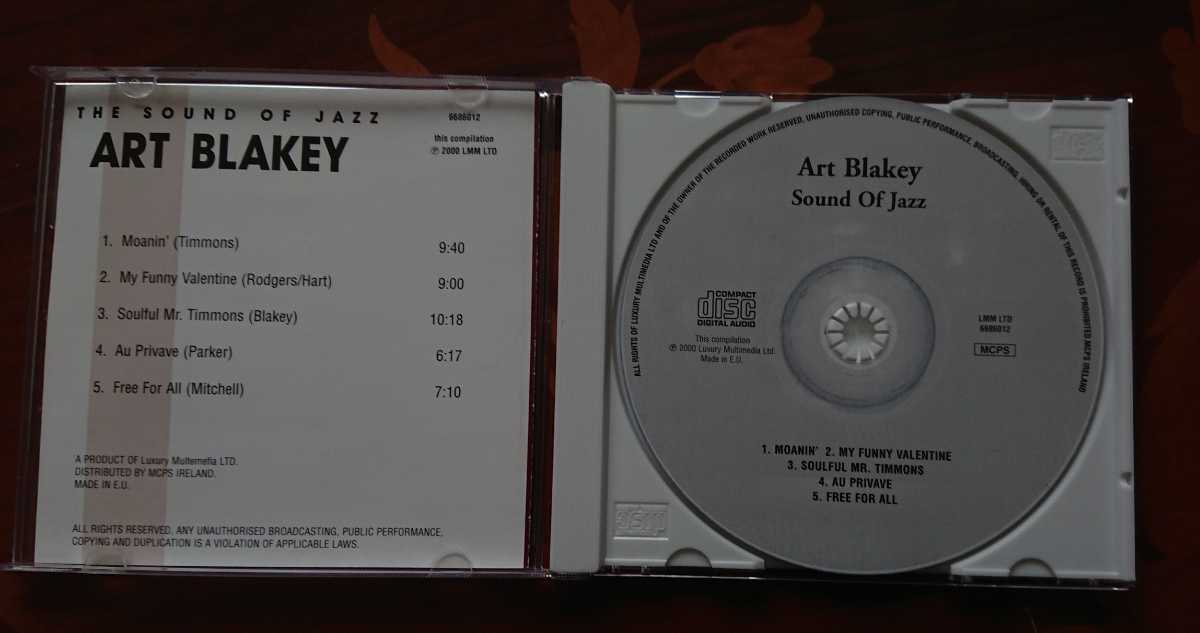 THE SOUND OF JAZZ
6686012
ART BLAKEY
this compilation
℗ 2000 LMM LTD
1. Moanin' (Timmons) 9:40
2. My Funny Valentine (Rodgers/Hart) 9:00
3. Soulful Mr. Timmons (Blakey) 10:18
4. Au Privave (Parker) 6:17
5. Free For All (Mitchell) 7:10
A PRODUCT OF Luxury Multemefia LTD.
DISTRIBUTED BY MCPS IRELAND.
MADE IN E.U.
ALL RIGHTS RESERVED. ANY UNAUTHORISED BROADCASTING, PUBLIC PERFORMANCE,
COPYING AND DUPLICATION IS A VIOLATION OF APPLICABLE LAWS.
ALL RIGHTS OF LUXURY MULTIMEDIA LTD AND OF THE OWNER OF THE RECORDED WORK RESERVED, UNAUTHORISED COPYING, PUBLIC PERFORMANCE, BROADCASTING, HIRING OR RENTAL OF THIS RECORD IS PROHIBITED MCPS IRELAND
Art Blakey
Sound Of Jazz
COMPACT
disc
DIGITAL AUDIO
This compilation
℗ 2000 Luxury Multimedia Ltd.
Made in E.U.
LMM LTD
6686012
MCPS
1. MOANIN' 2. MY FUNNY VALENTINE
3. SOULFUL MR. TIMMONS
4. AU PRIVAVE
5. FREE FOR ALL
disc